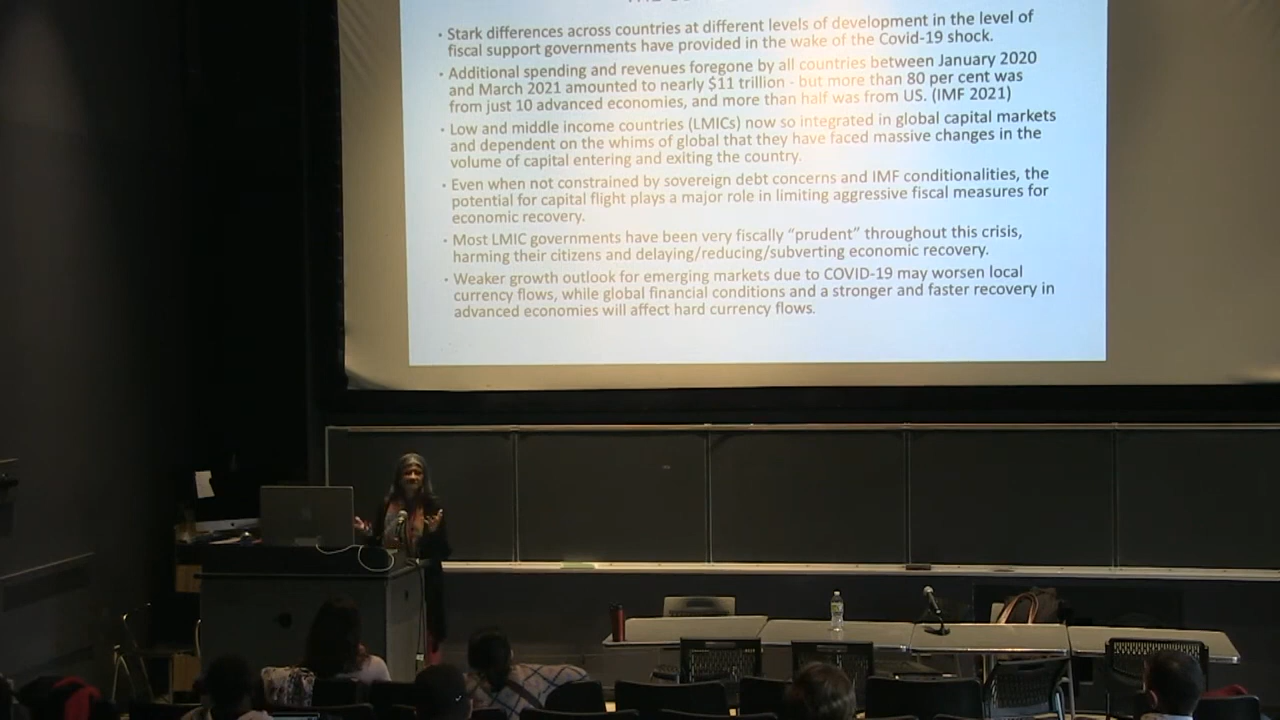 • Stark differences across countries at different levels of development in the level of
fiscal support governments have provided in the wake of the Covid-19 shock.
• Additional spending and revenues foregone by all countries between January 2020
and March 2021 amounted to nearly $11 trillion - but more than 80 per cent was
from just 10 advanced economies, and more than half was from US. (IMF 2021)
• Low and middle income countries (LMICs) now so integrated in global capital markets
and dependent on the whims of global that they have faced massive changes in the
volume of capital entering and exiting the country.
• Even when not constrained by sovereign debt concerns and IMF conditionalities, the
potential for capital flight plays a major role in limiting aggressive fiscal measures for
economic recovery.
• Most LMIC governments have been very fiscally “prudent” throughout this crisis,
harming their citizens and delaying/reducing/subverting economic recovery.
• Weaker growth outlook for emerging markets due to COVID-19 may worsen local
currency flows, while global financial conditions and a stronger and faster recovery in
advanced economies will affect hard currency flows.